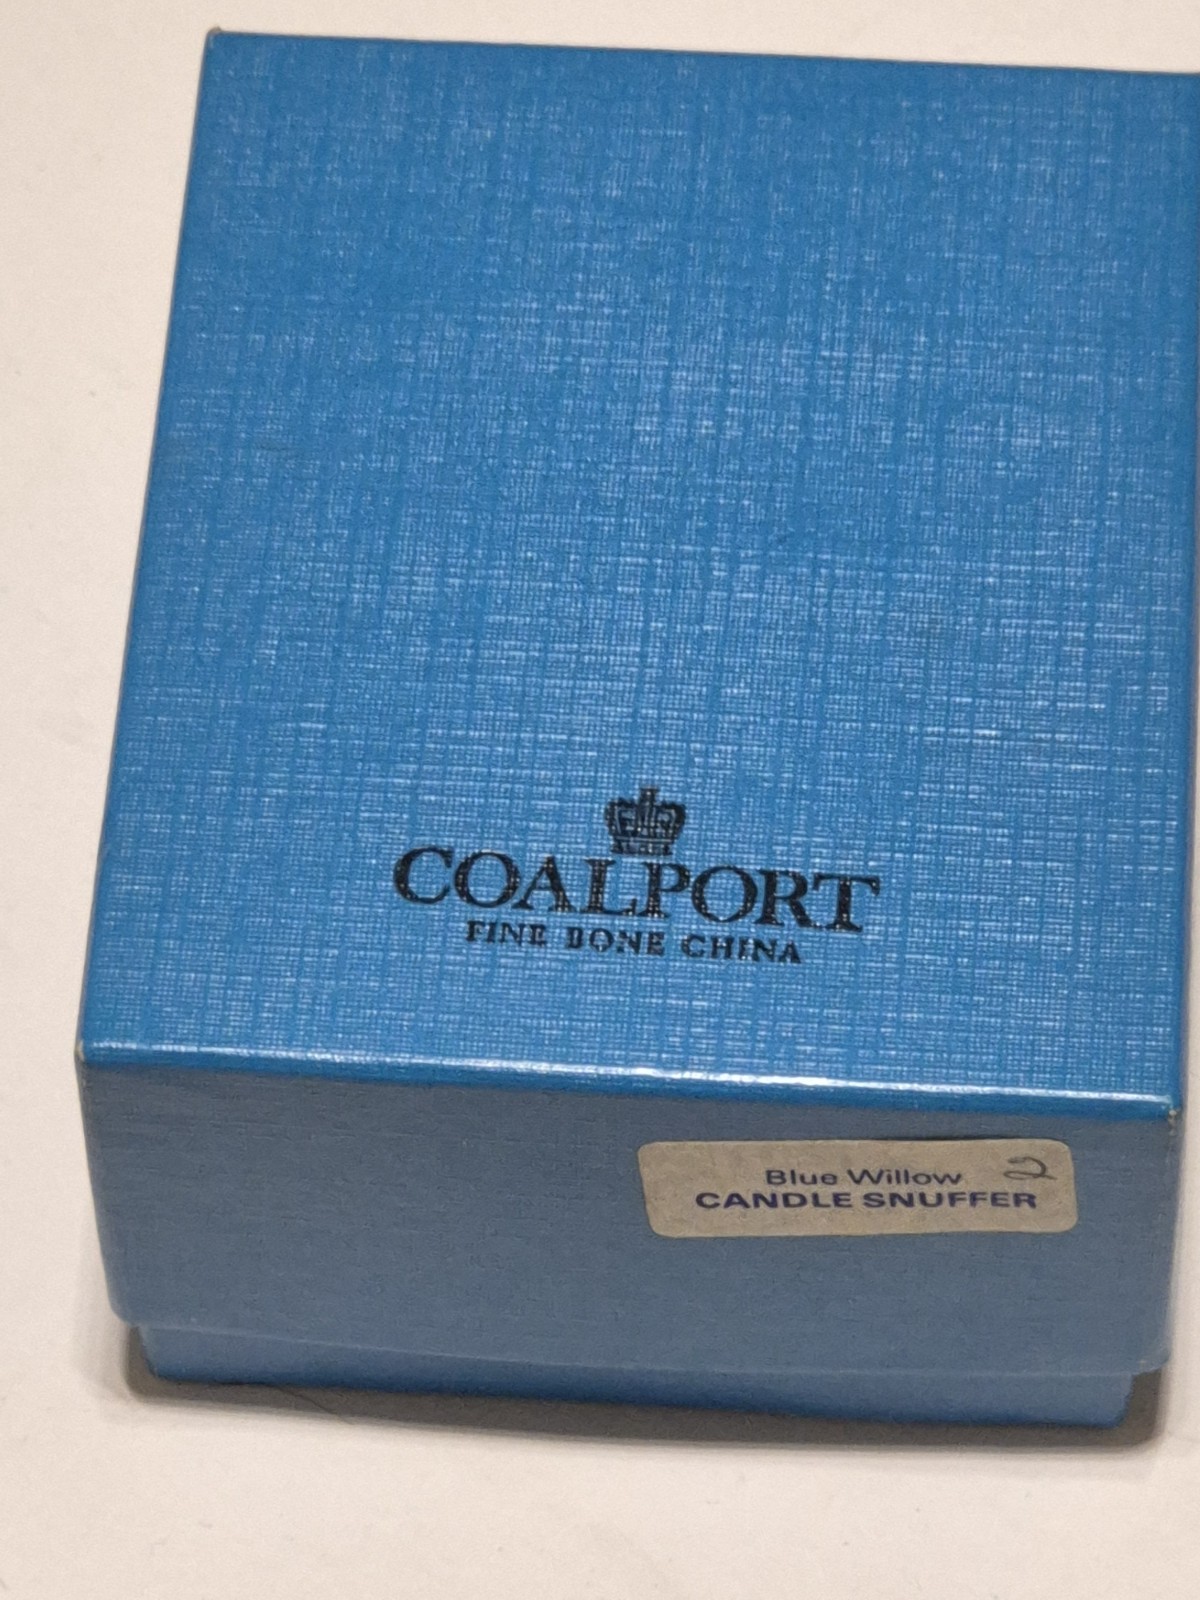 COALPORT
FINE BONE CHINA
Blue Willow 2
CANDLE SNUFFER